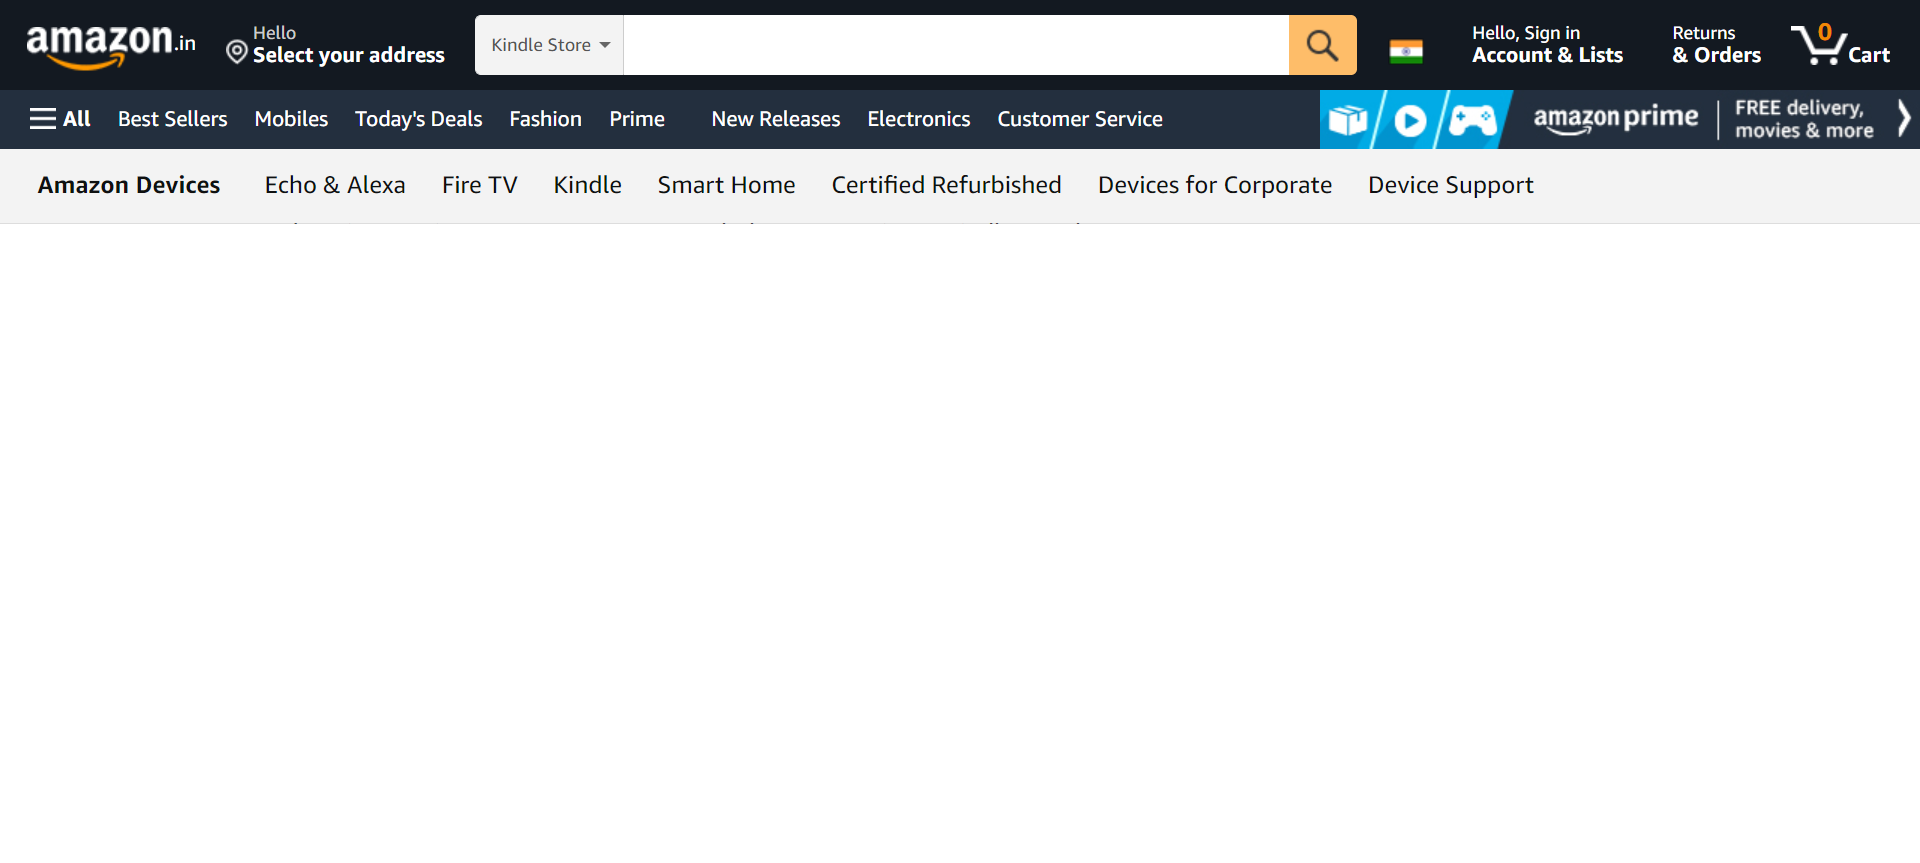 amazon.in
Hello
Select your address
Kindle Store
Hello, Sign in
Account & Lists
Returns
& Orders
0
Cart
All
Best Sellers
Mobiles
Today's Deals
Fashion
Prime
New Releases
Electronics
Customer Service
amazon prime
FREE delivery,
movies & more
Amazon Devices
Echo & Alexa
Fire TV
Kindle
Smart Home
Certified Refurbished
Devices for Corporate
Device Support